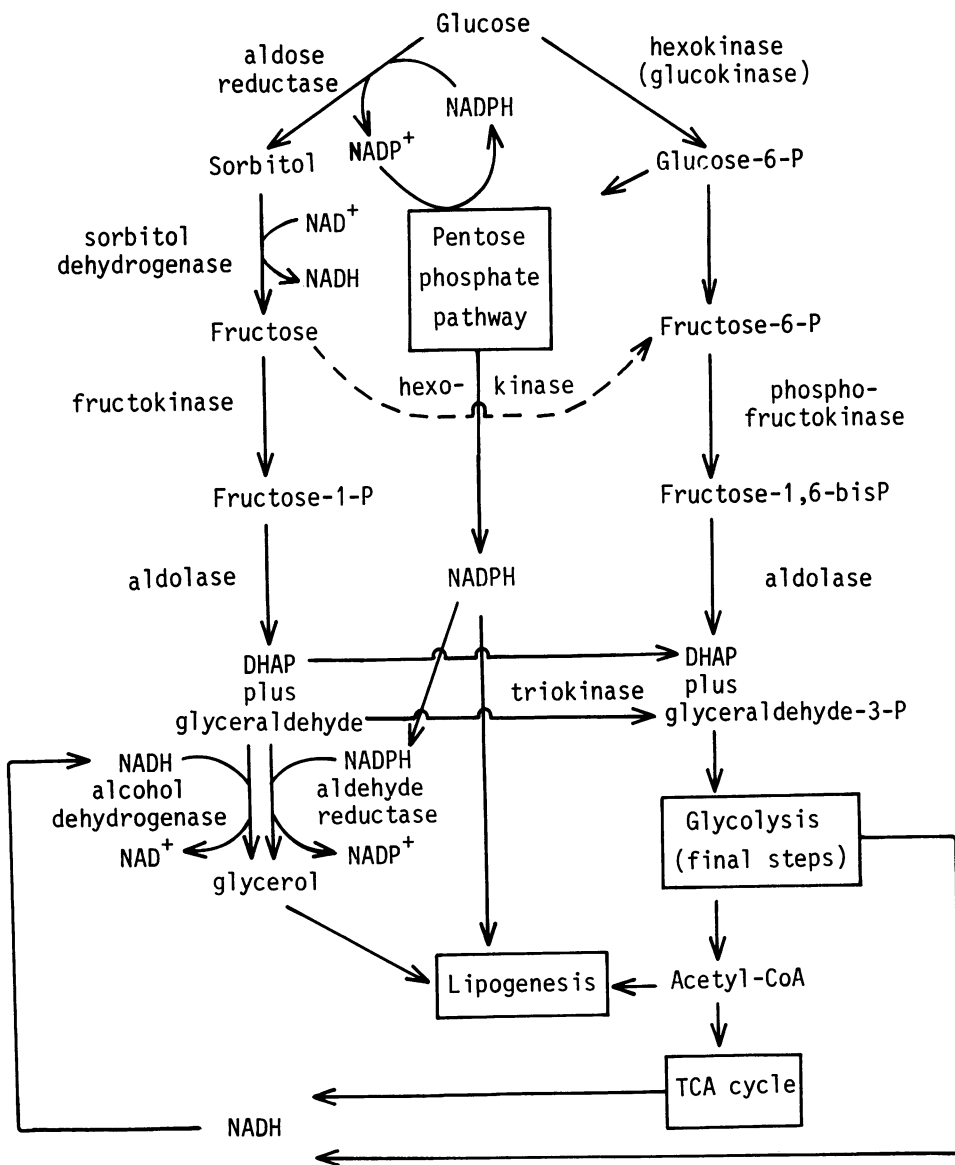 Glucose
aldose
reductase
hexokinase
(glucokinase)
NADPH
NADP+
Sorbitol
Glucose-6-P
NAD+
sorbitol
dehydrogenase
NADH
Pentose
phosphate
pathway
Fructose
Fructose-6-P
hexo- kinase
fructokinase
phospho-
fructokinase
Fructose-1-P
Fructose-1,6-bisP
aldolase
NADPH
aldolase
DHAP
plus
glyceraldehyde
triokinase
DHAP
plus
glyceraldehyde-3-P
NADH
alcohol
dehydrogenase
NAD+
NADPH
aldehyde
reductase
NADP+
glycerol
Glycolysis
(final steps)
Lipogenesis
Acetyl-CoA
TCA cycle
NADH